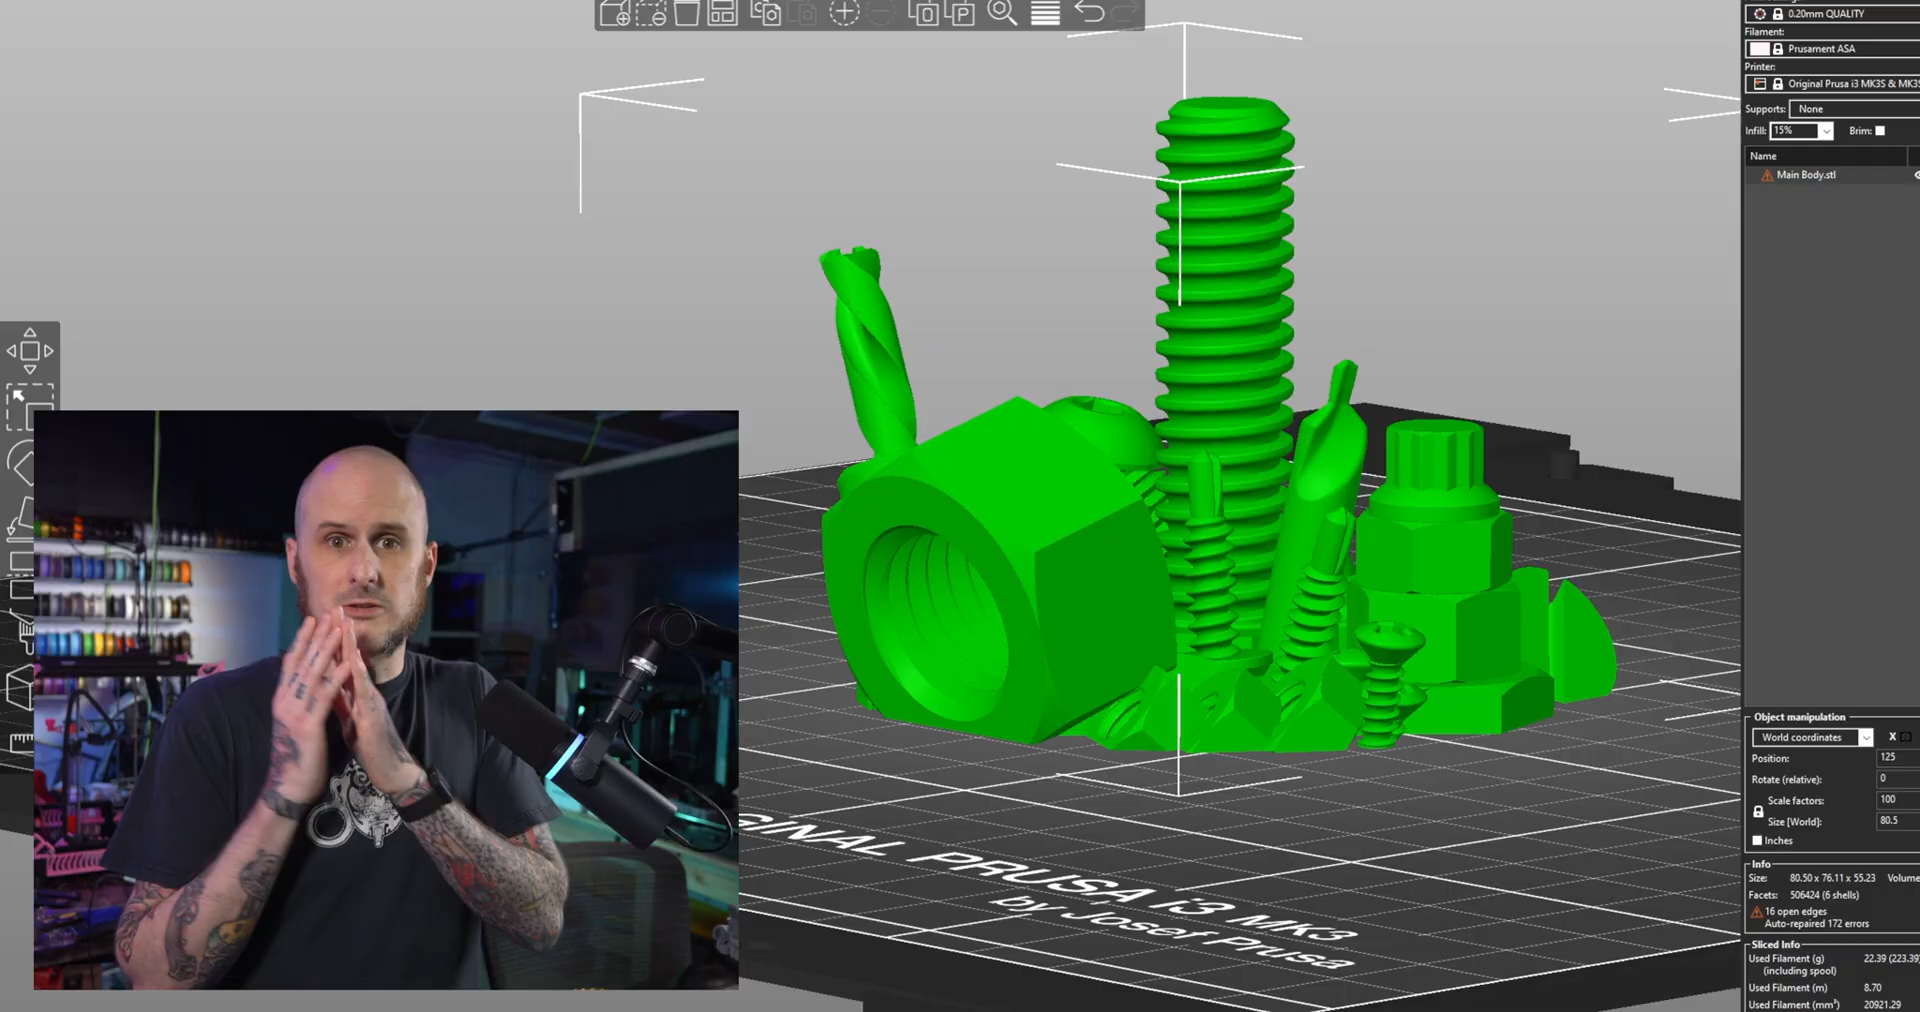 0.20mm QUALITY
Filament:
Prusament ASA
Printer:
Original Prusa i3 MK3S & MK3S
Supports: None
Infill: 15% Brim:
Name
Main Body.stl
Object manipulation
World coordinates X
Position: 125
Rotate (relative): 0
Scale factors: 100
Size [World]: 80.5
Inches
Info
Size: 80.50 x 76.11 x 55.23 Volume
Facets: 506424 (6 shells)
16 open edges
Auto-repaired 172 errors
Sliced Info
Used Filament (g) 22.39 (223.39
(including spool)
Used Filament (m) 8.70
Used Filament (mm³) 20921.29
GINAL PRUSA i3 MK3
by Josef Prusa